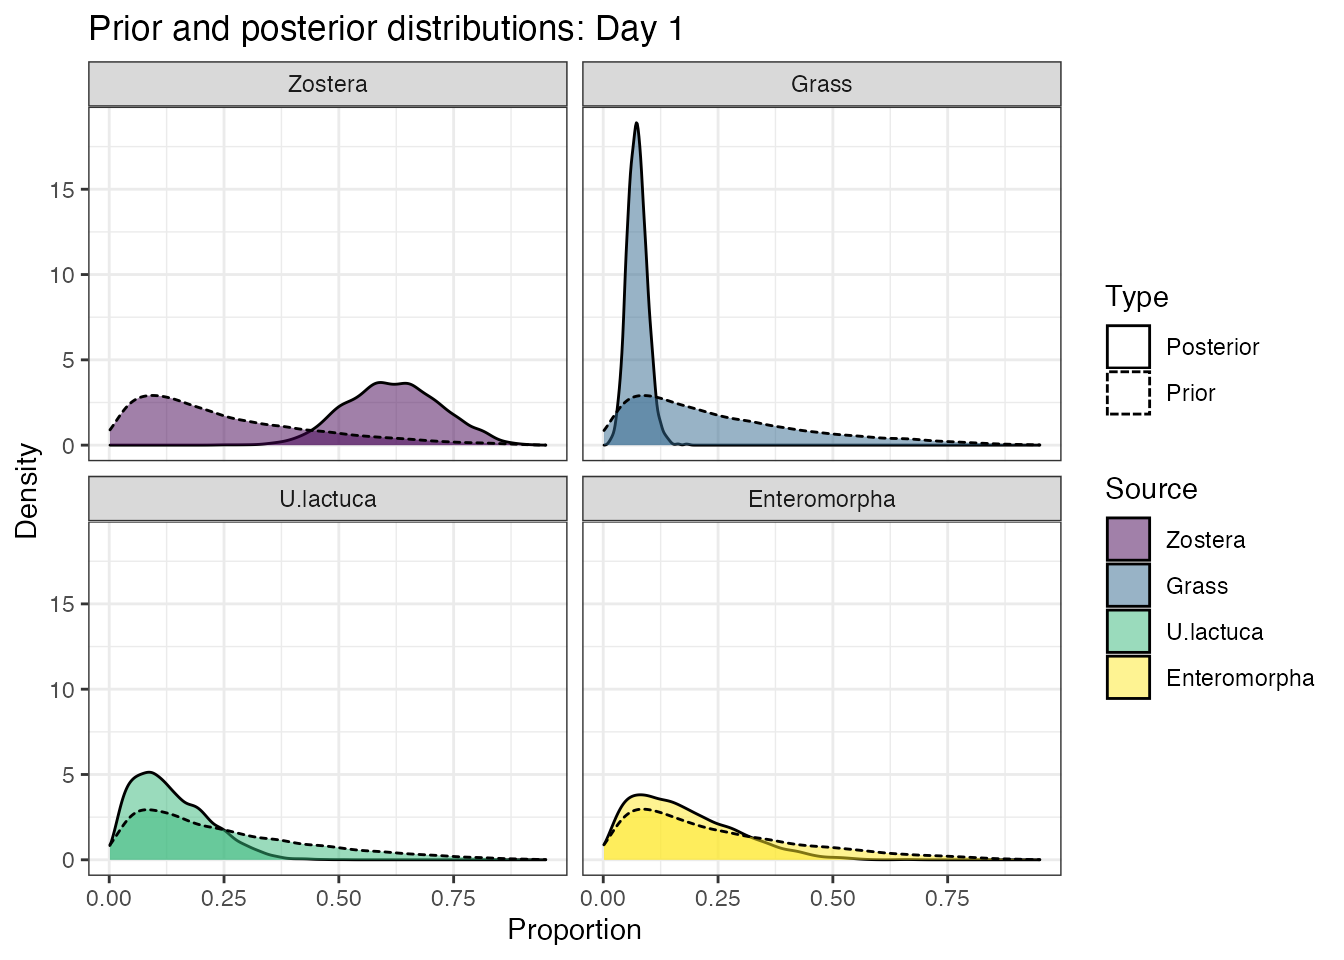 Prior and posterior distributions: Day 1
Zostera
Grass
15
10
5
0
U.lactuca
Enteromorpha
15
10
5
0
0.00 0.25 0.50 0.75
0.00 0.25 0.50 0.75
Proportion
Density
Type
Posterior
Prior
Source
Zostera
Grass
U.lactuca
Enteromorpha